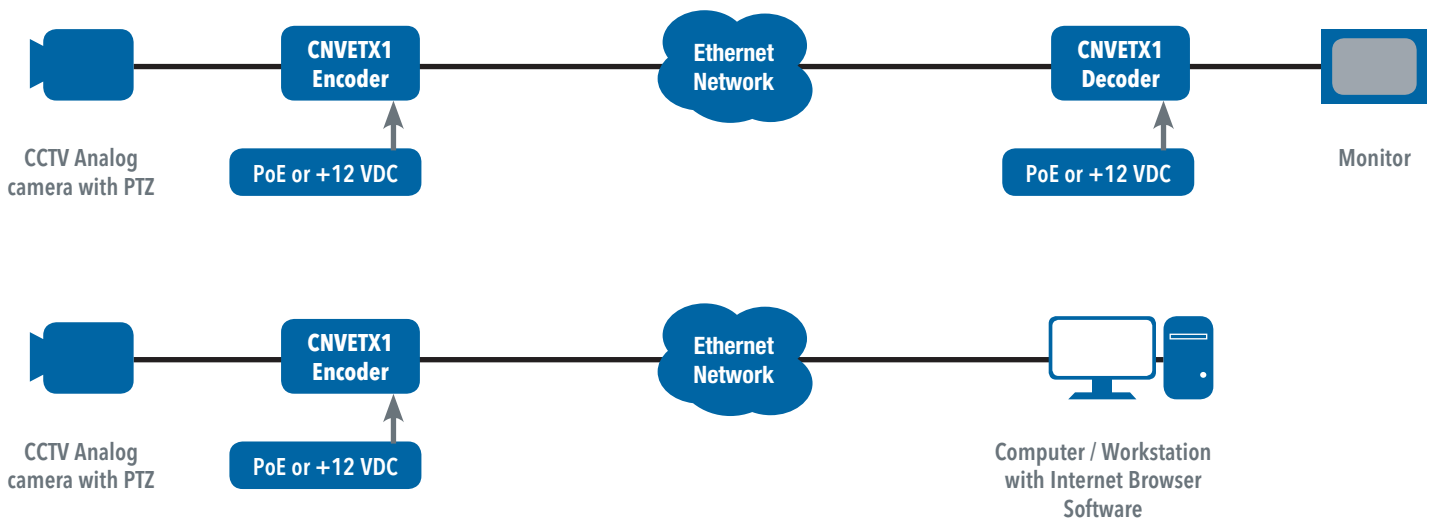 CNVETX1
Encoder
Ethernet
Network
CNVETX1
Decoder
CCTV Analog
camera with PTZ
PoE or +12 VDC
PoE or +12 VDC
Monitor
CNVETX1
Encoder
Ethernet
Network
CCTV Analog
camera with PTZ
PoE or +12 VDC
Computer / Workstation
with Internet Browser
Software